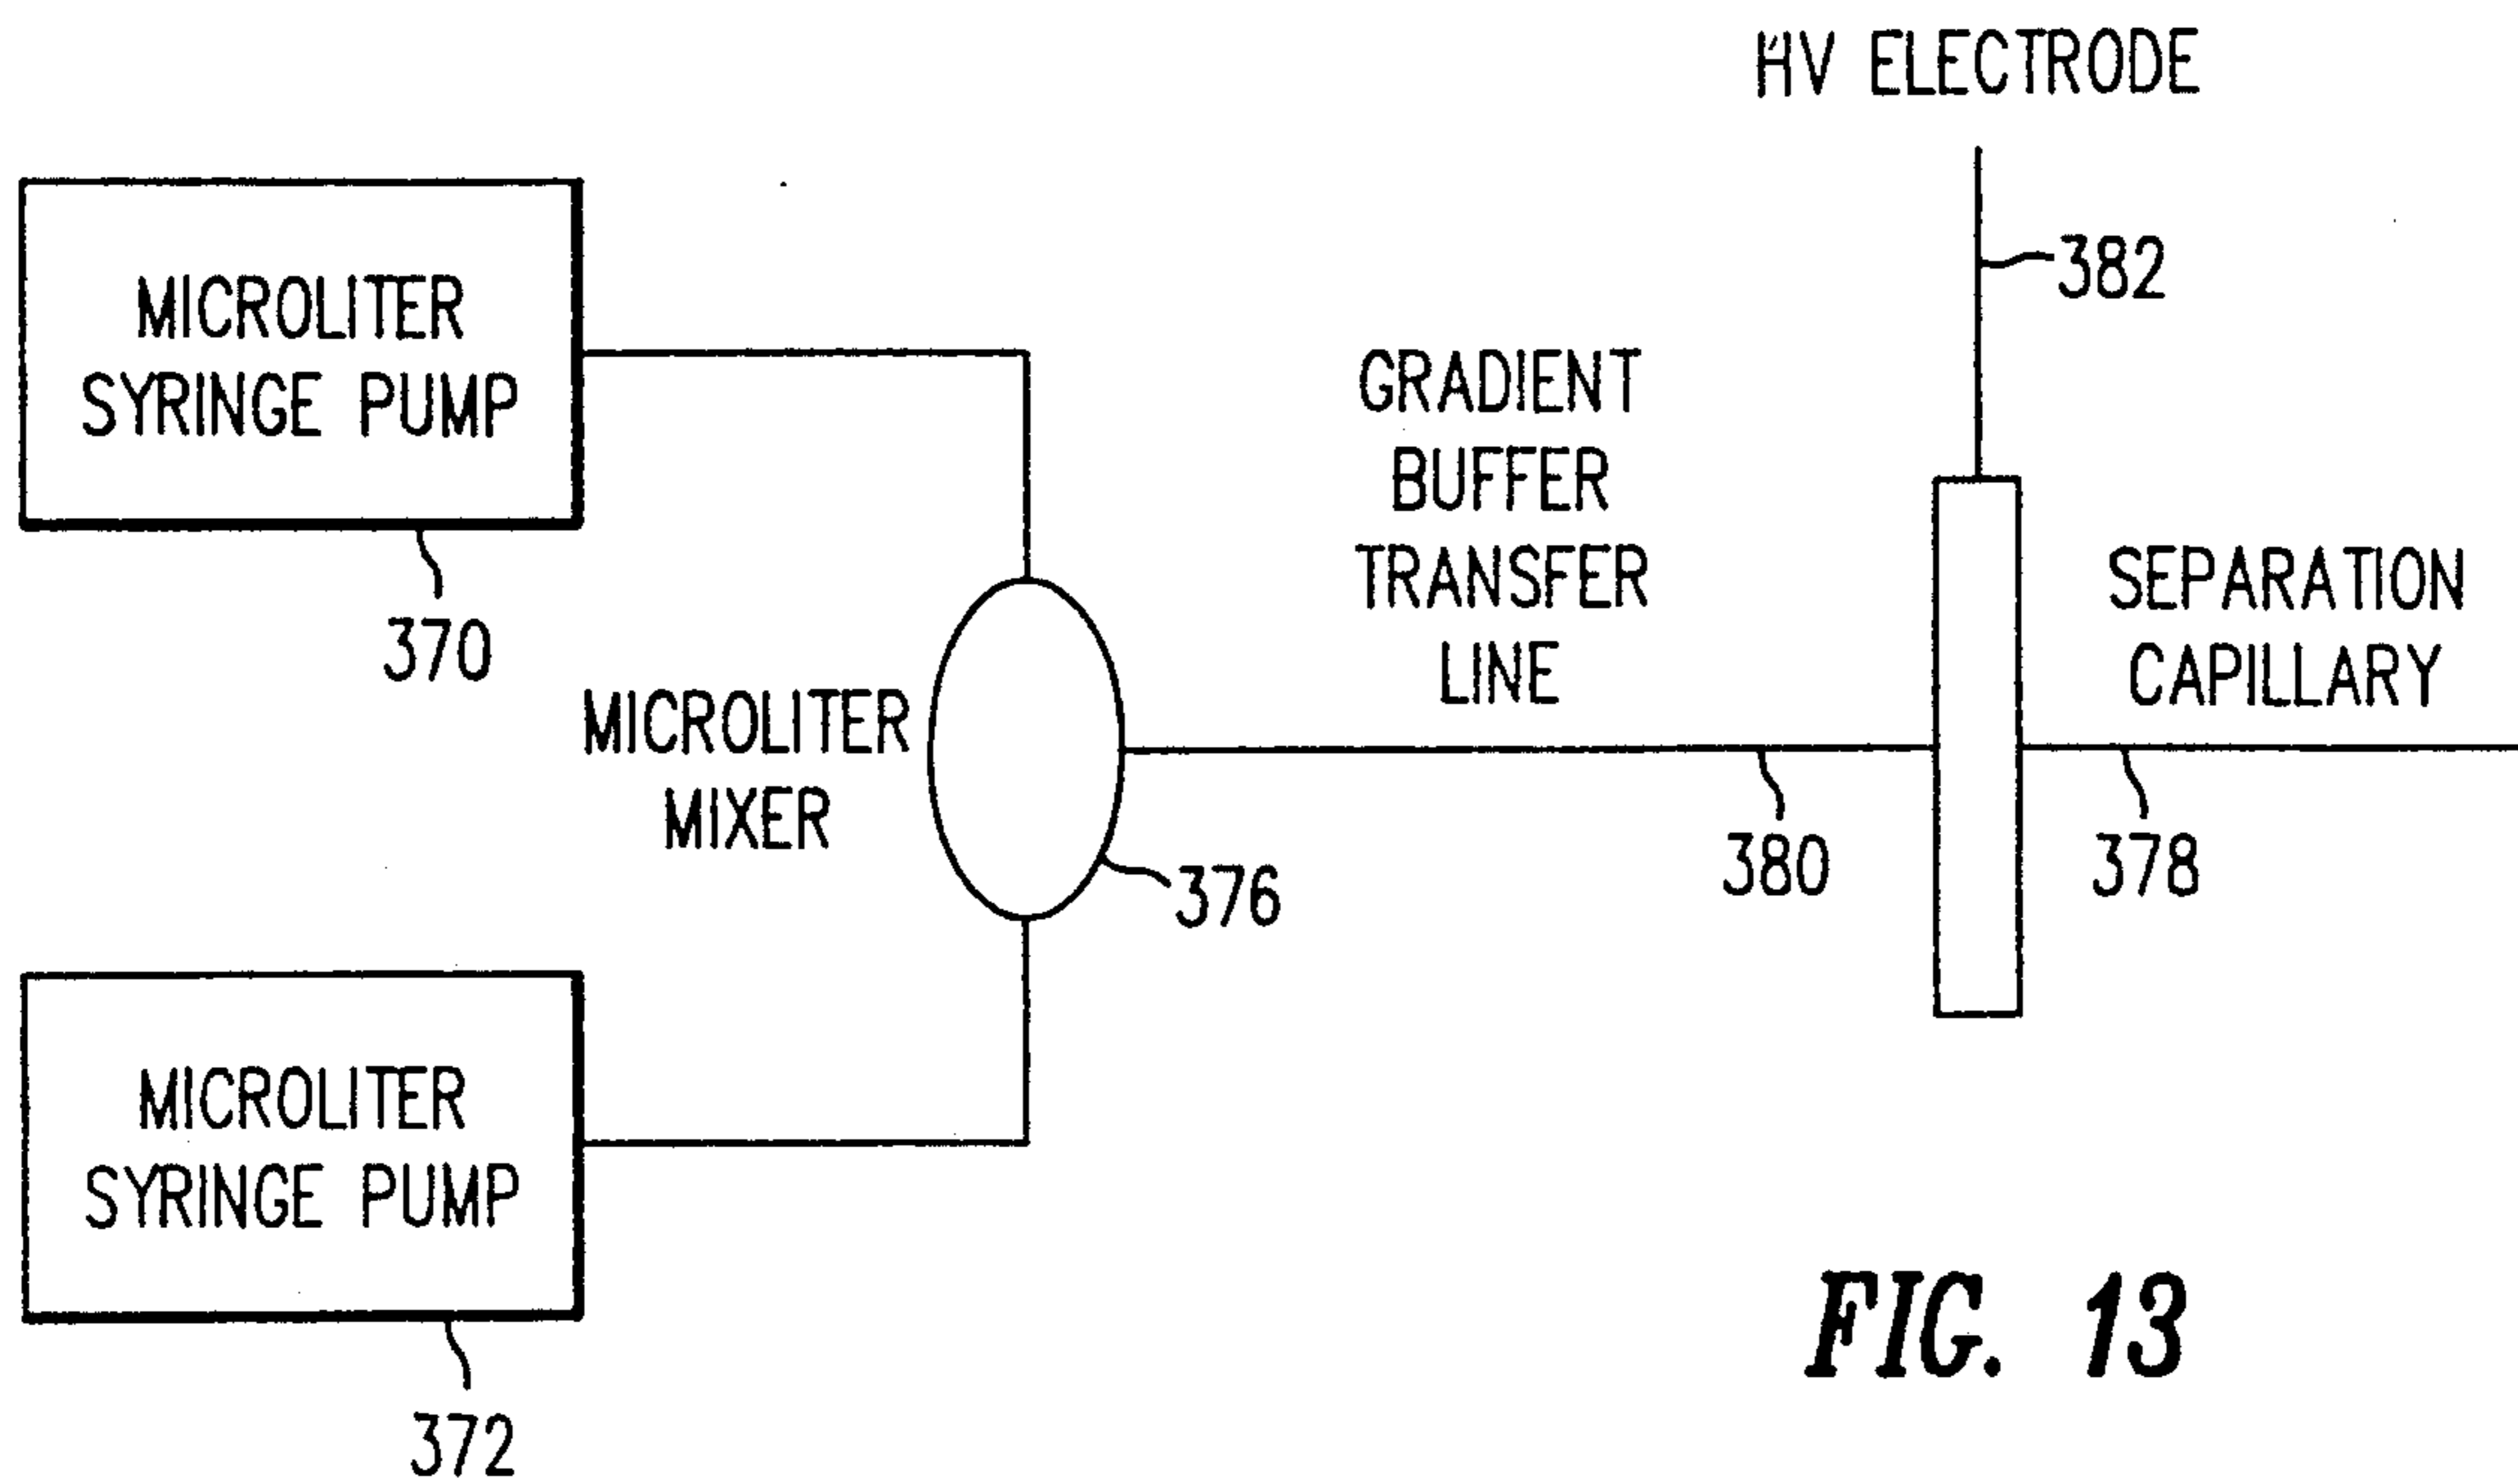 HV ELECTRODE
382
MICROLITER
SYRINGE PUMP
370
GRADIENT
BUFFER
TRANSFER
LINE
SEPARATION
CAPILLARY
MICROLITER
MIXER
376
380
378
MICROLITER
SYRINGE PUMP
372
FIG. 13